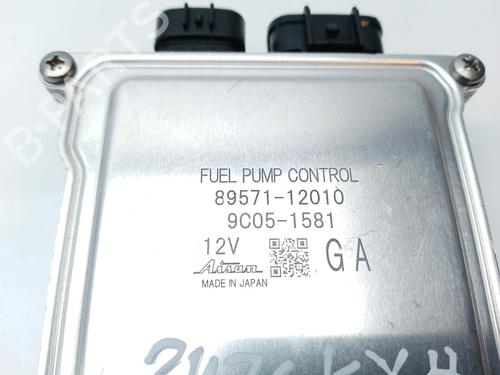 B-PARTS
FUEL PUMP CONTROL
89571-12010
9C05-1581
12V
GA
Aisan
MADE IN JAPAN